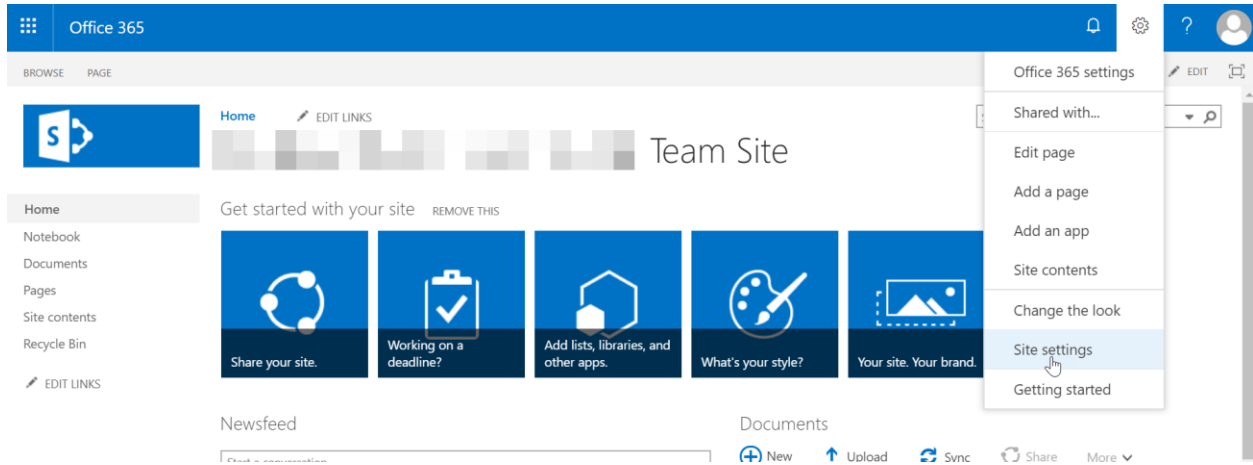 Office 365
?
BROWSE PAGE
EDIT
Office 365 settings
Shared with...
Edit page
Add a page
Add an app
Site contents
Change the look
Site settings
Getting started
S
Home EDIT LINKS
Team Site
Home
Notebook
Documents
Pages
Site contents
Recycle Bin
EDIT LINKS
Get started with your site REMOVE THIS
Share your site.
Working on a
deadline?
Add lists, libraries, and
other apps.
What's your style?
Your site. Your brand.
Newsfeed
Start a conversation
Documents
New Upload Sync Share More